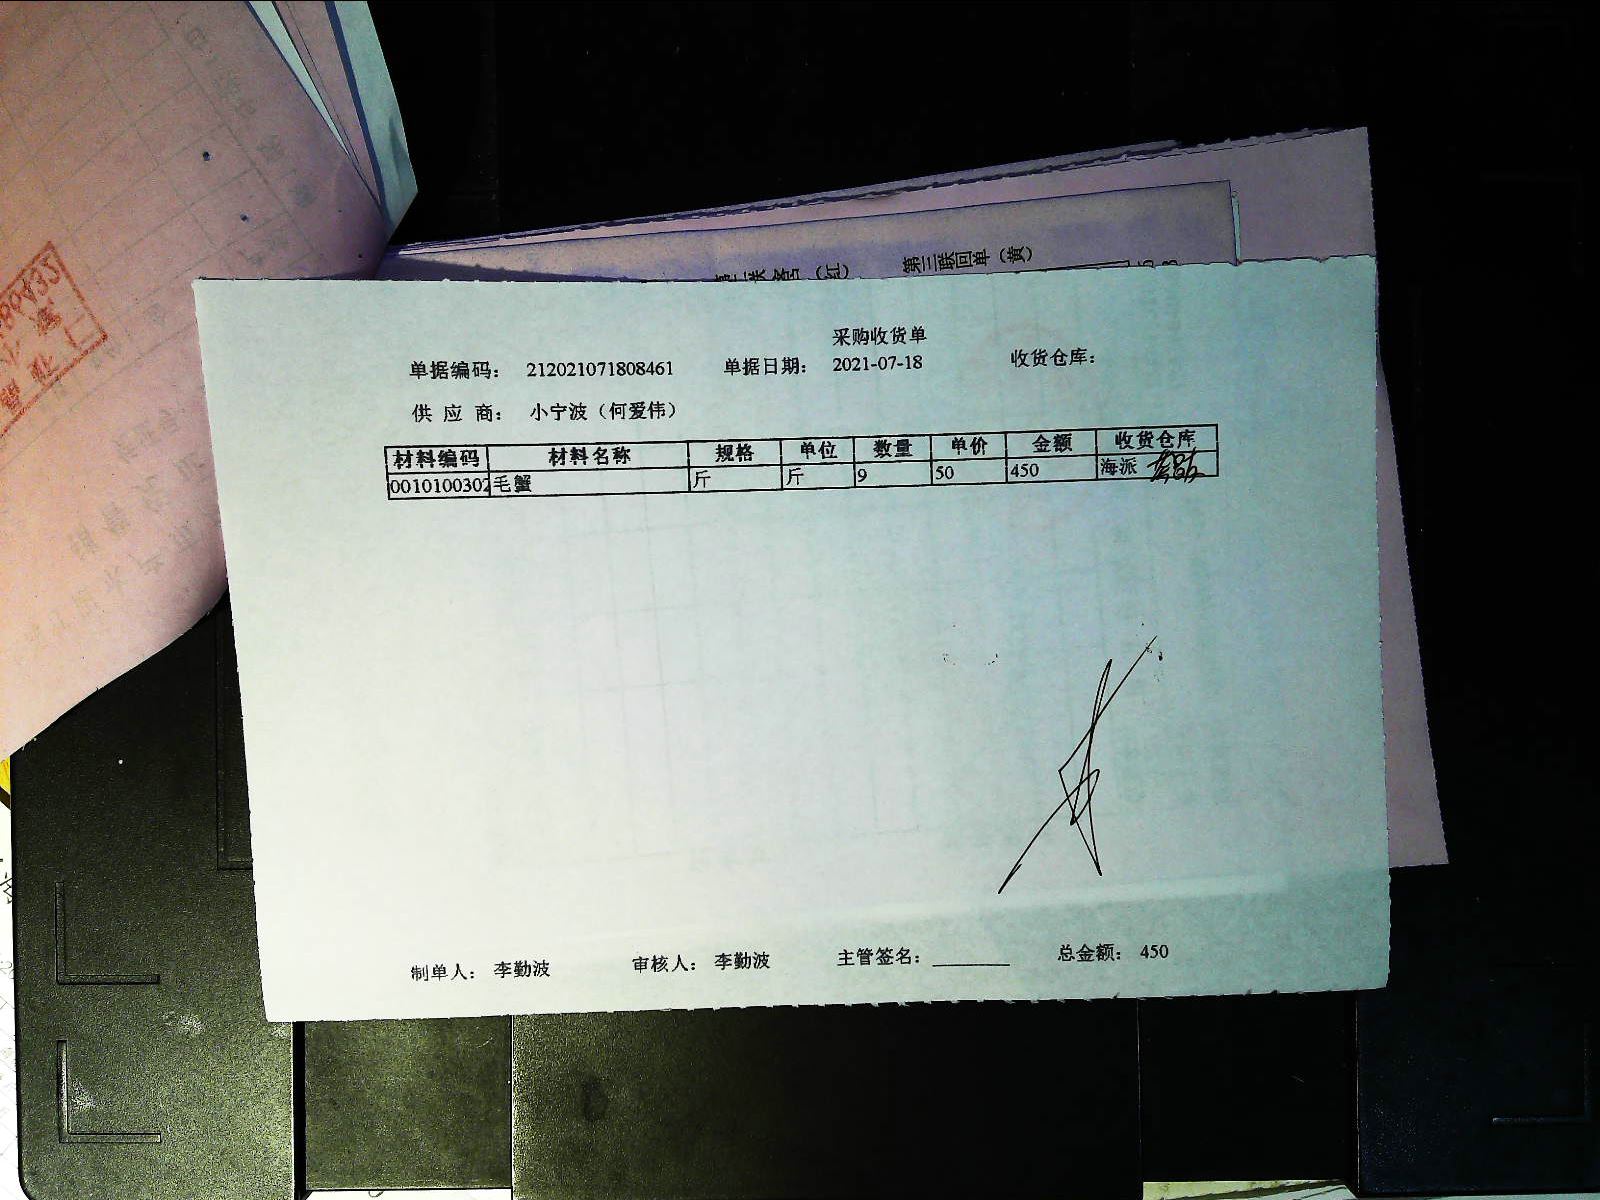 第三联回单（黄）
采购收货单
单据编码： 212021071808461 单据日期： 2021-07-18 收货仓库：
供 应 商： 小宁波（何爱伟）
材料编码 材料名称 规格 单位 数量 单价 金额 收货仓库
0010100302 毛蟹 斤 斤 9 50 450 海派
制单人： 李勤波 审核人： 李勤波 主管签名：________ 总金额： 450